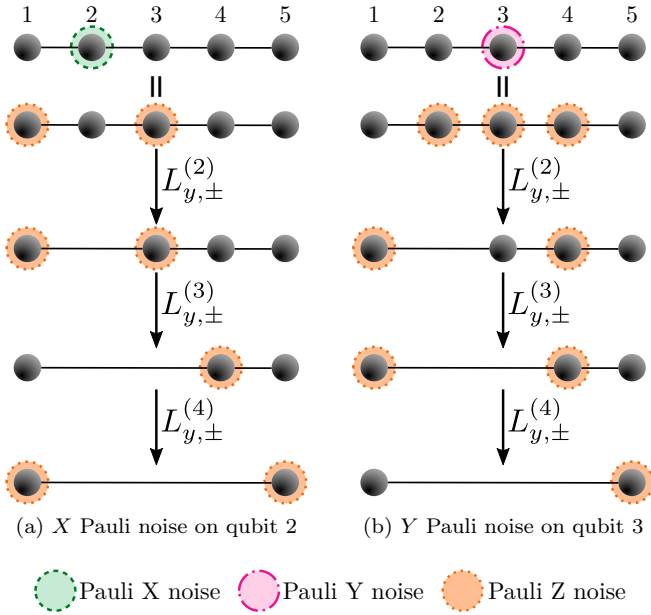 1 2 3 4 5
1 2 3 4 5
=
=
L_{y,±}^{(2)}
L_{y,±}^{(2)}
L_{y,±}^{(3)}
L_{y,±}^{(3)}
L_{y,±}^{(4)}
L_{y,±}^{(4)}
(a) X Pauli noise on qubit 2
(b) Y Pauli noise on qubit 3
Pauli X noise
Pauli Y noise
Pauli Z noise